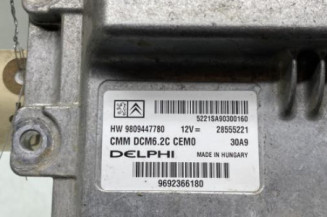 5221SA90300160
HW 9809447780 12V= 28555221
CMM DCM6.2C CEM0 30A9
DELPHI MADE IN HUNGARY
9692366180